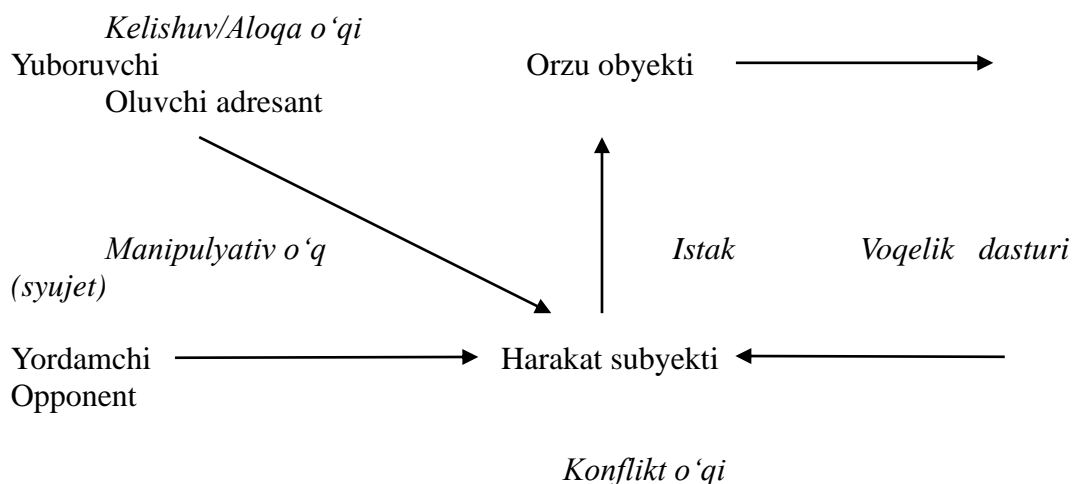 Kelishuv/Aloqa o‘qi
Yuboruvchi Orzu obyekti
Oluvchi adresant
Manipulyativ o‘q Istak Voqelik dasturi
(syujet)
Yordamchi Harakat subyekti
Opponent
Konflikt o‘qi